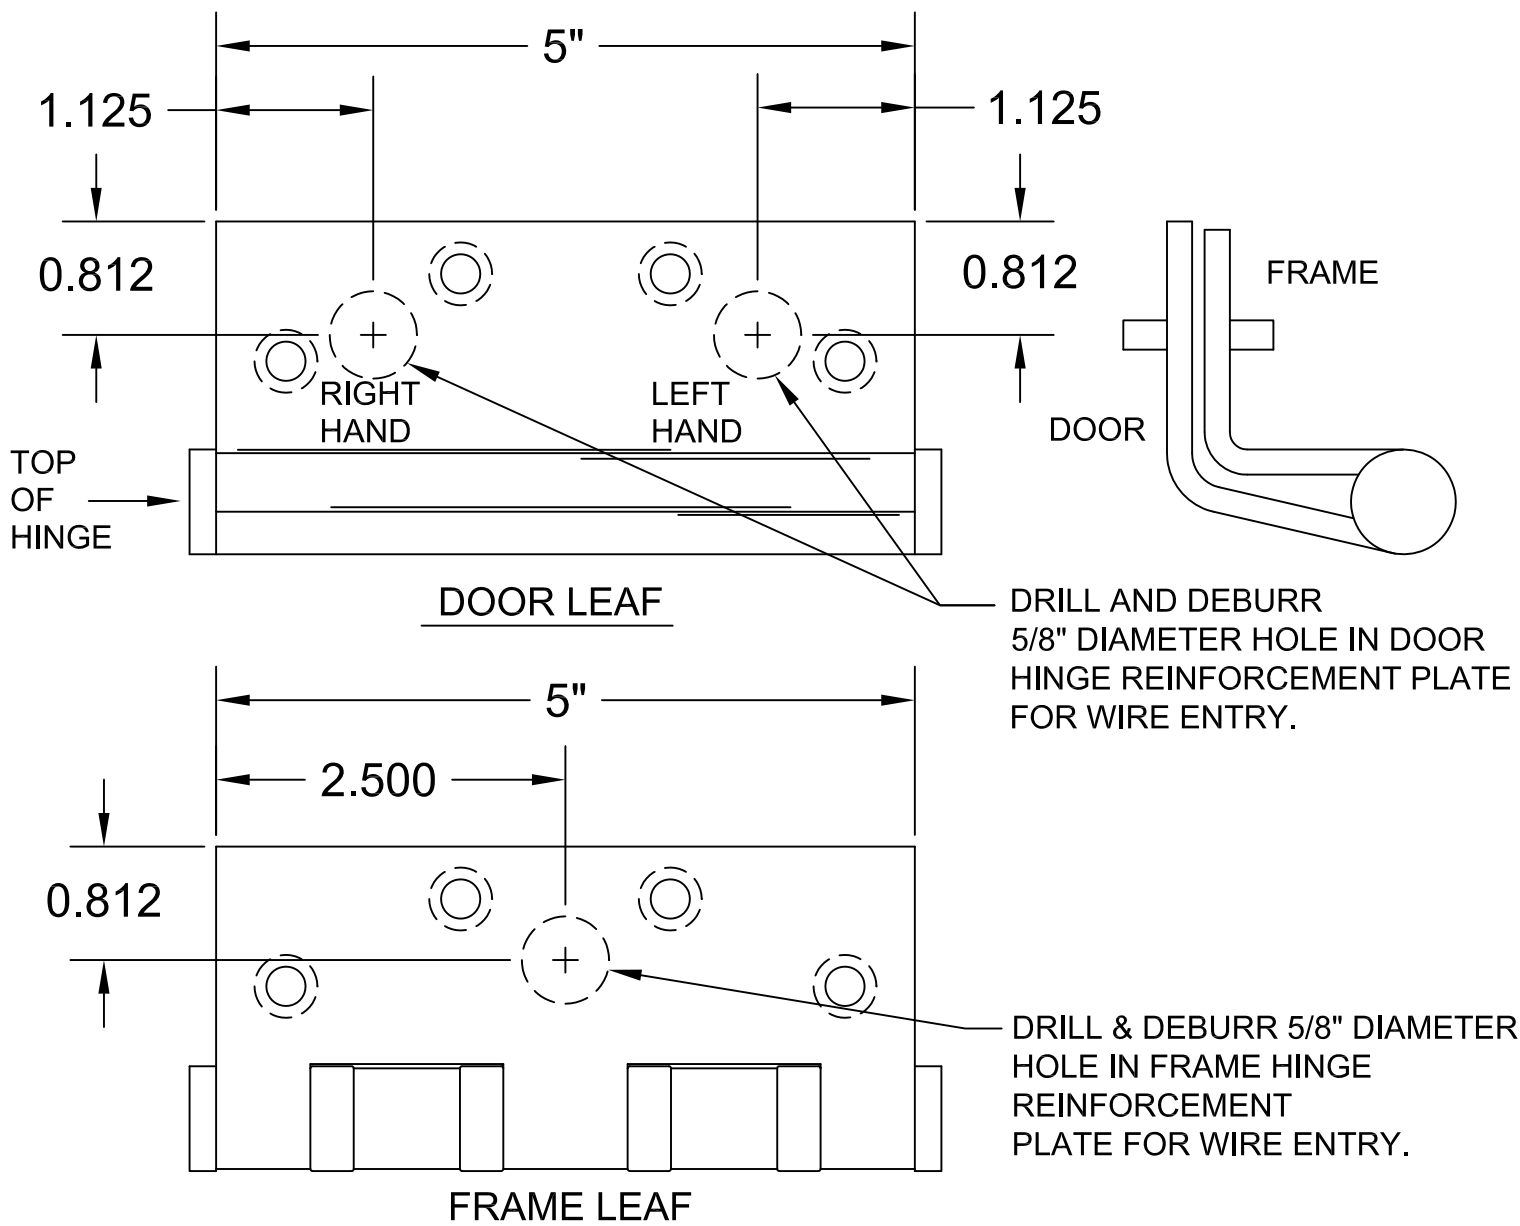 5"
1.125
1.125
0.812
0.812
FRAME
RIGHT
HAND
LEFT
HAND
DOOR
TOP
OF
HINGE
DOOR LEAF
DRILL AND DEBURR
5/8" DIAMETER HOLE IN DOOR
HINGE REINFORCEMENT PLATE
FOR WIRE ENTRY.
5"
2.500
0.812
DRILL & DEBURR 5/8" DIAMETER
HOLE IN FRAME HINGE
REINFORCEMENT
PLATE FOR WIRE ENTRY.
FRAME LEAF